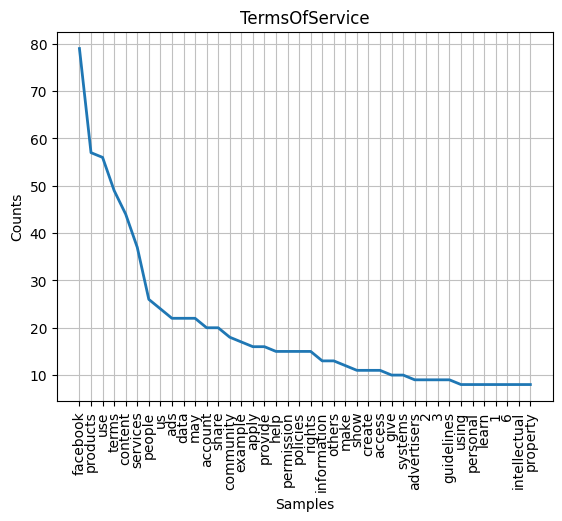 TermsOfService
80
70
60
50
40
30
20
10
Counts
facebook
products
use
terms
content
services
people
us
ads
data
may
account
share
community
example
apply
provide
help
permission
policies
rights
information
others
make
show
create
access
give
systems
advertisers
2
3
guidelines
using
personal
learn
1
6
intellectual
property
Samples